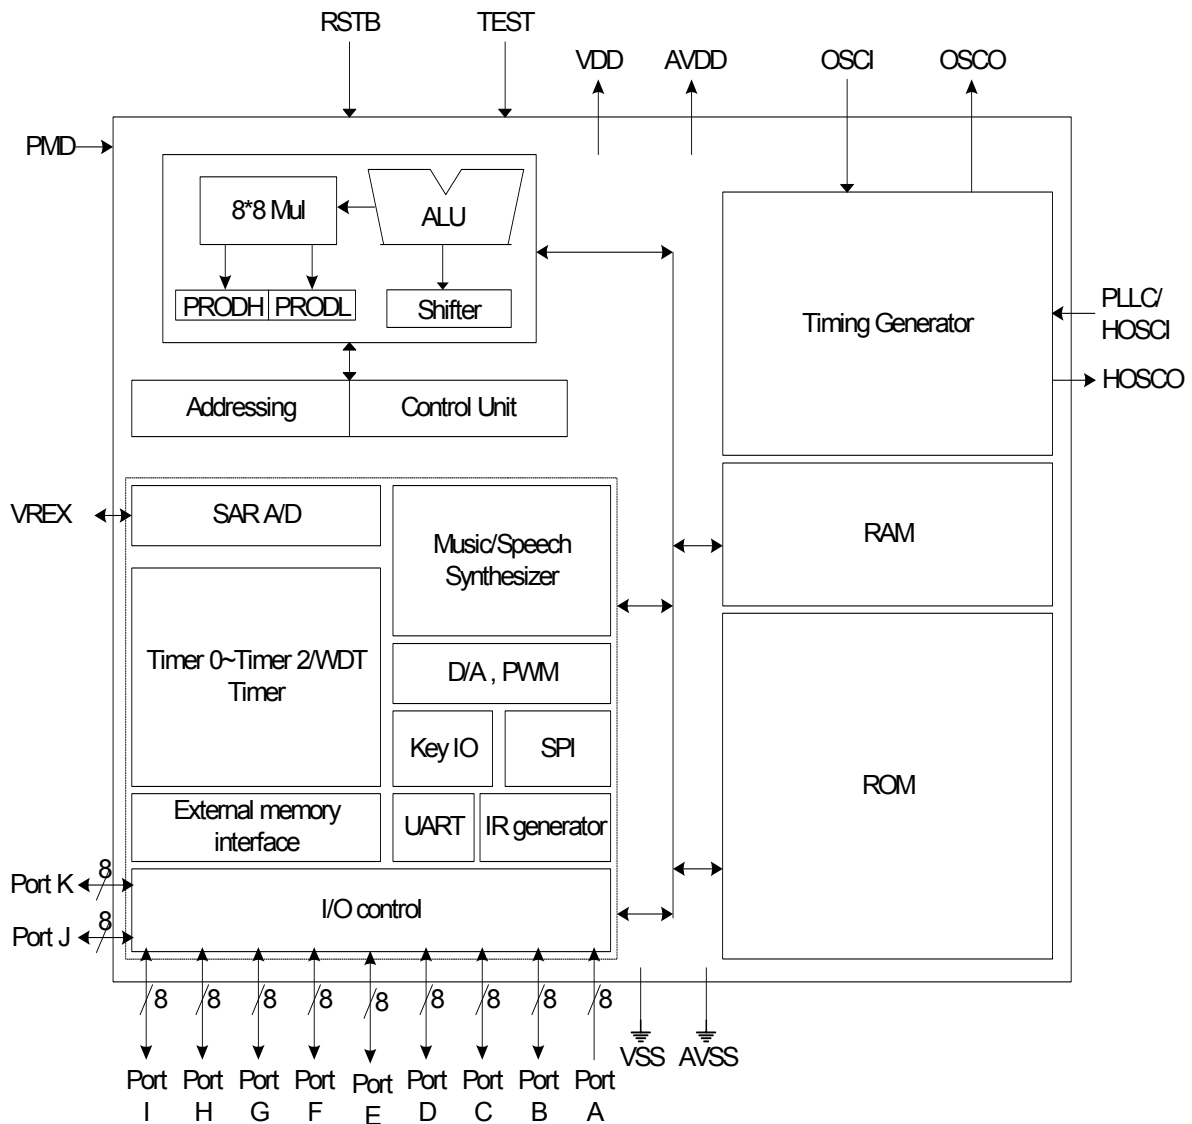 RSTB
TEST
VDD
AVDD
OSCI
OSCO
PMD
8*8 Mul
ALU
PRODH
PRODL
Shifter
Timing Generator
PLLC/
HOSCI
HOSCO
Addressing
Control Unit
VREX
SAR A/D
Music/Speech
Synthesizer
RAM
Timer 0~Timer 2/WDT
Timer
D/A , PWM
Key IO
SPI
ROM
External memory
interface
UART
IR generator
Port K
8
I/O control
Port J
8
8
8
8
8
8
8
8
8
8
VSS
AVSS
Port
I
Port
H
Port
G
Port
F
Port
E
Port
D
Port
C
Port
B
Port
A